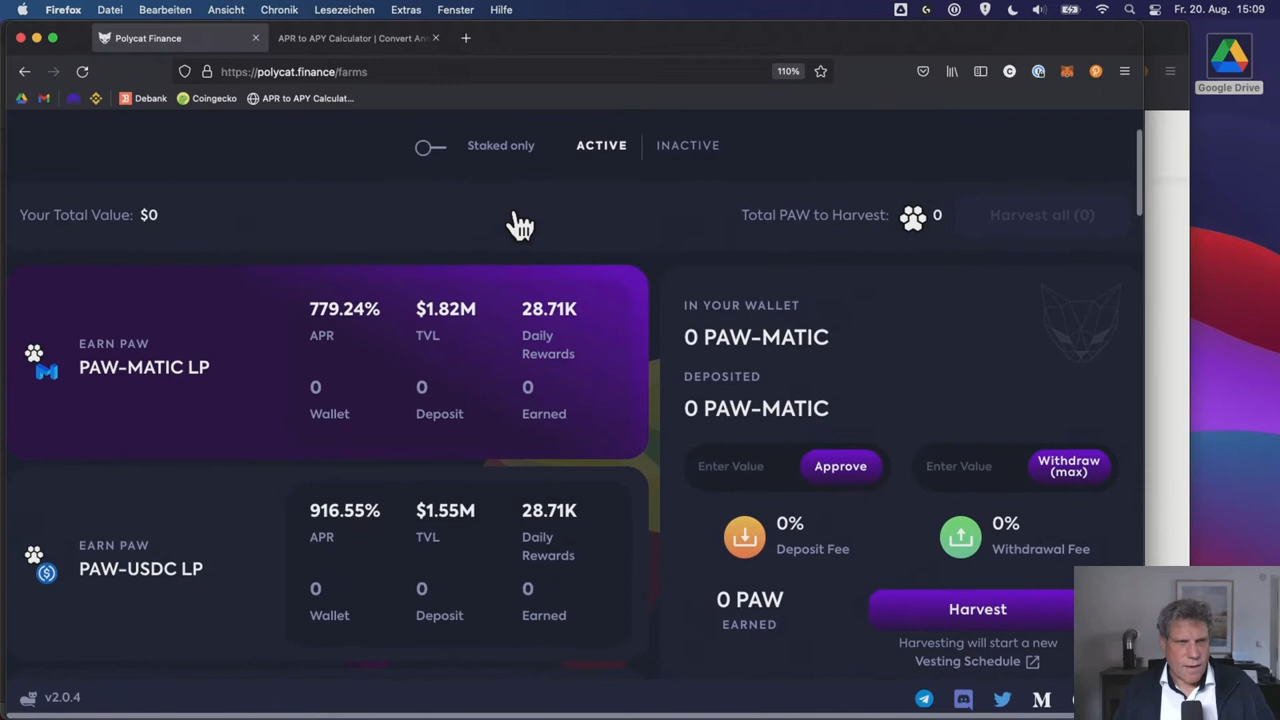 Firefox Datei Bearbeiten Ansicht Chronik Lesezeichen Extras Fenster Hilfe Fr. 20. Aug. 15:09
Polycat Finance APR to APY Calculator | Convert An
https://polycat.finance/farms 110%
Debank Coingecko APR to APY Calculat...
Google Drive
Staked only ACTIVE INACTIVE
Your Total Value: $0 Total PAW to Harvest: 0 Harvest all (0)
EARN PAW
PAW-MATIC LP
779.24% $1.82M 28.71K
APR TVL Daily
Rewards
0 0 0
Wallet Deposit Earned
EARN PAW
PAW-USDC LP
916.55% $1.55M 28.71K
APR TVL Daily
Rewards
0 0 0
Wallet Deposit Earned
IN YOUR WALLET
0 PAW-MATIC
DEPOSITED
0 PAW-MATIC
Enter Value Approve Enter Value Withdraw
(max)
0% 0%
Deposit Fee Withdrawal Fee
0 PAW
EARNED
Harvest
Harvesting will start a new
Vesting Schedule
v2.0.4